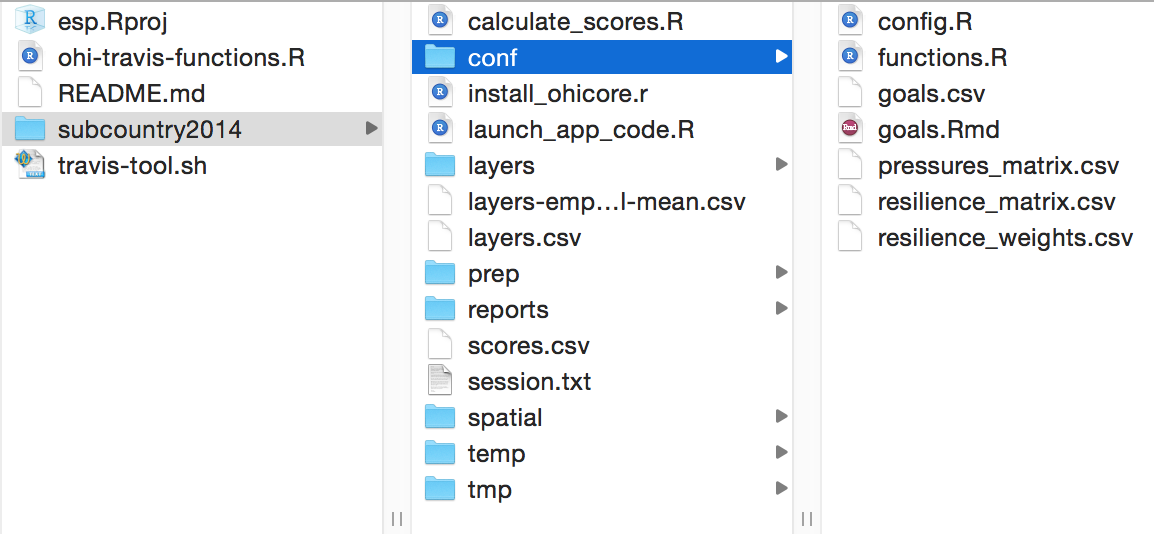 esp.Rproj
ohi-travis-functions.R
README.md
subcountry2014
travis-tool.sh
calculate_scores.R
conf
install_ohicore.r
launch_app_code.R
layers
layers-emp...l-mean.csv
layers.csv
prep
reports
scores.csv
session.txt
spatial
temp
tmp
config.R
functions.R
goals.csv
goals.Rmd
pressures_matrix.csv
resilience_matrix.csv
resilience_weights.csv